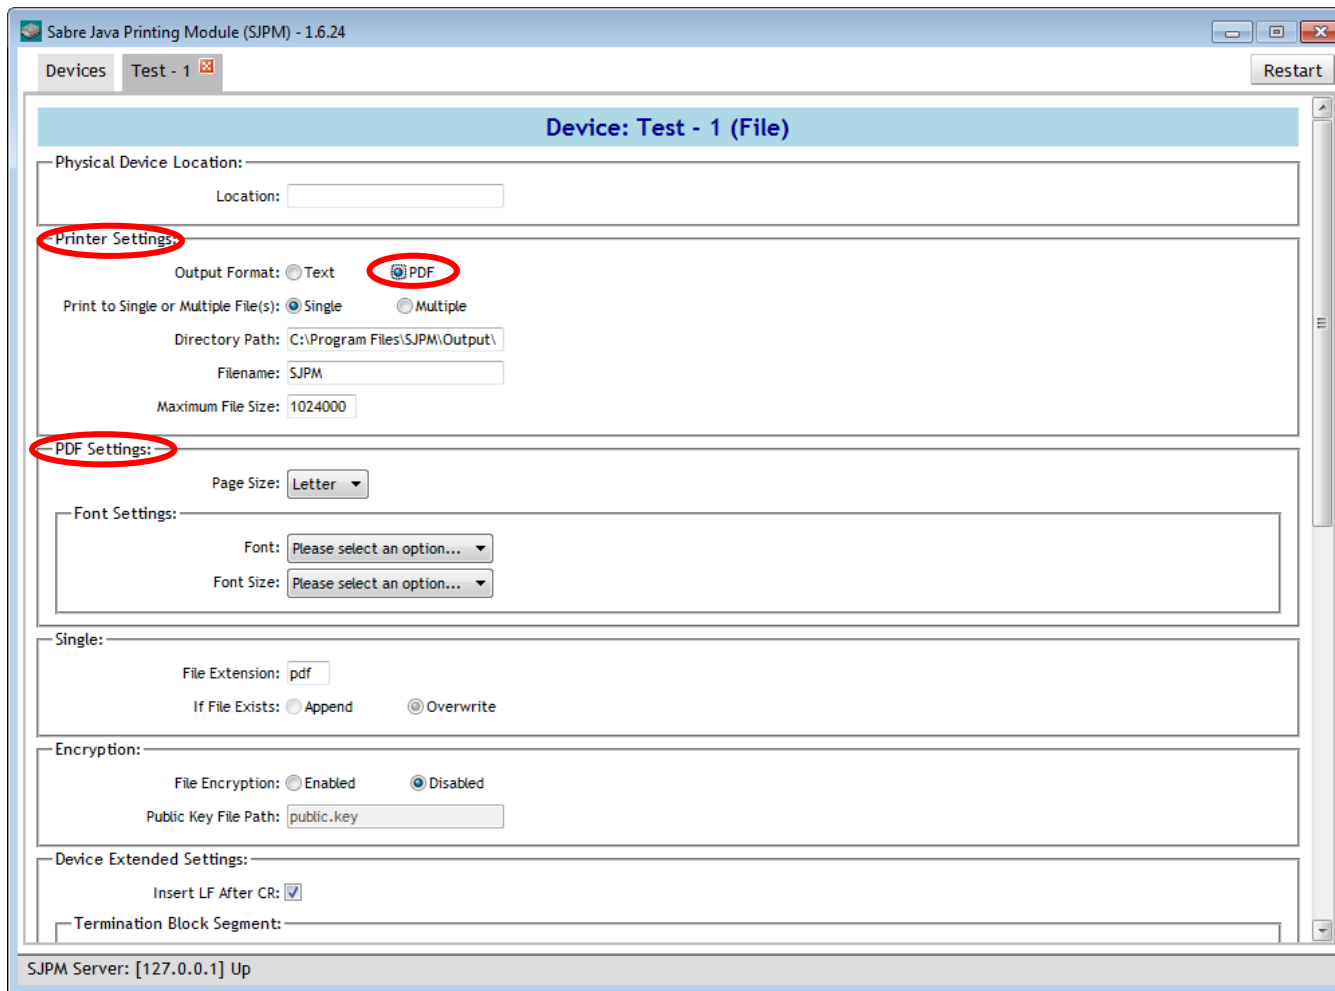 Sabre Java Printing Module (SJPM) - 1.6.24
Devices Test - 1 Restart
Device: Test - 1 (File)
Physical Device Location:
Location:
Printer Settings:
Output Format: Text PDF
Print to Single or Multiple File(s): Single Multiple
Directory Path: C:\Program Files\SJPM\Output\
Filename: SJPM
Maximum File Size: 1024000
PDF Settings:
Page Size: Letter
Font Settings:
Font: Please select an option...
Font Size: Please select an option...
Single:
File Extension: pdf
If File Exists: Append Overwrite
Encryption:
File Encryption: Enabled Disabled
Public Key File Path: public.key
Device Extended Settings:
Insert LF After CR:
Termination Block Segment:
SJPM Server: [127.0.0.1] Up